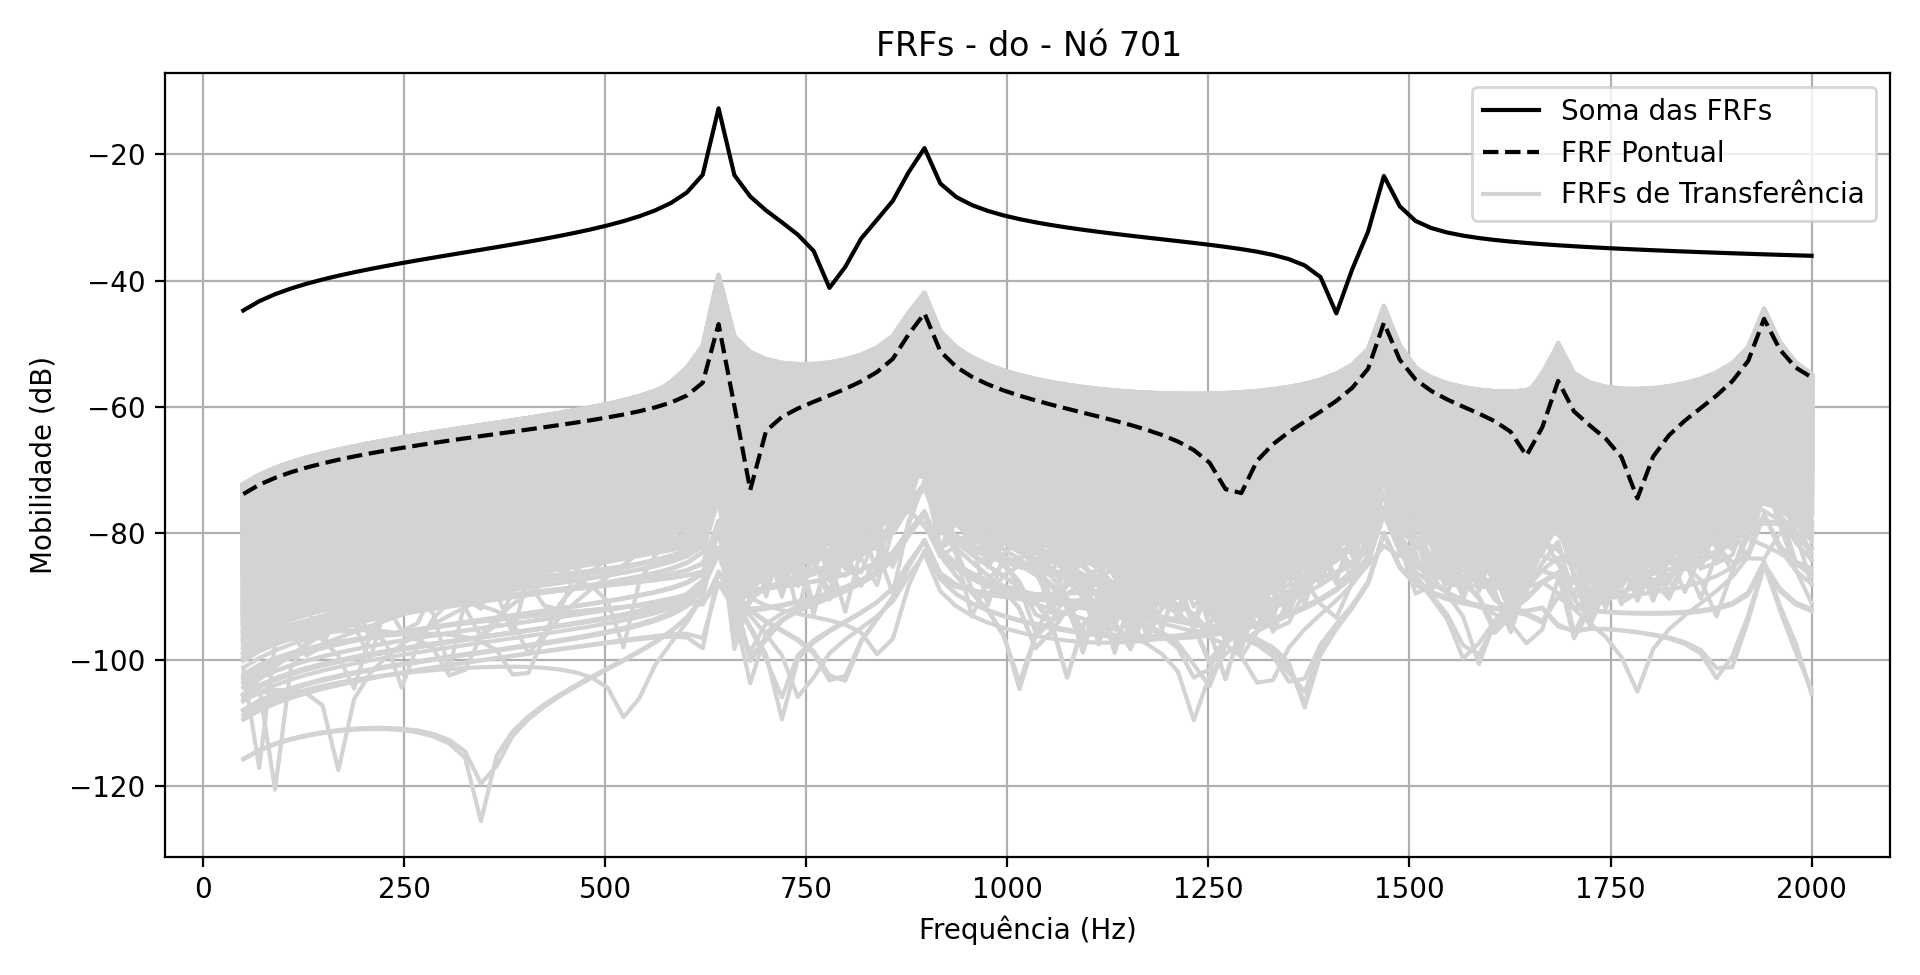 FRFs - do - Nó 701
Soma das FRFs
FRF Pontual
FRFs de Transferência
Mobilidade (dB)
−20
−40
−60
−80
−100
−120
0 250 500 750 1000 1250 1500 1750 2000
Frequência (Hz)